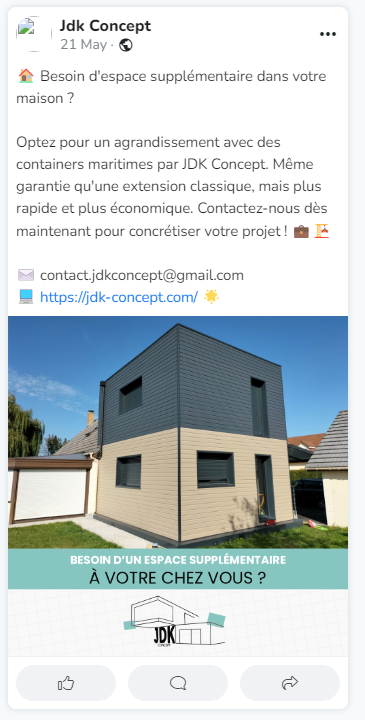 Jdk Concept
21 May ·
🏠 Besoin d'espace supplémentaire dans votre
maison ?
Optez pour un agrandissement avec des
containers maritimes par JDK Concept. Même
garantie qu'une extension classique, mais plus
rapide et plus économique. Contactez-nous dès
maintenant pour concrétiser votre projet ! 💼 🏗️
✉️ contact.jdkconcept@gmail.com
💻 https://jdk-concept.com/ 🌟
BESOIN D'UN ESPACE SUPPLÉMENTAIRE
À VOTRE CHEZ VOUS ?
JDK
CONCEPT